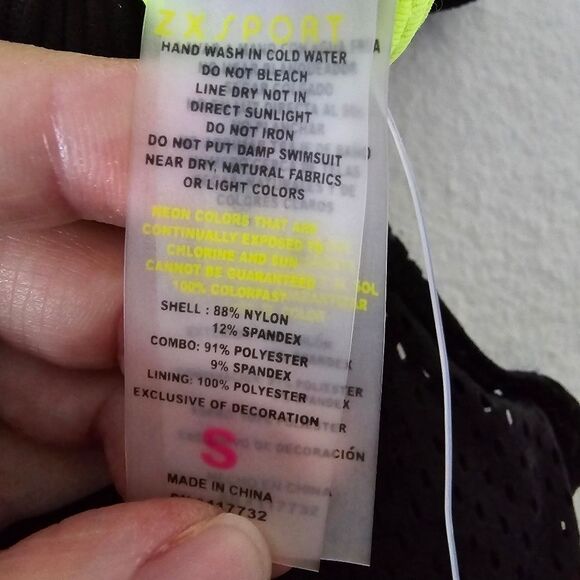 ZXSPORT
HAND WASH IN COLD WATER
DO NOT BLEACH
LINE DRY NOT IN
DIRECT SUNLIGHT
DO NOT IRON
DO NOT PUT DAMP SWIMSUIT
NEAR DRY, NATURAL FABRICS
OR LIGHT COLORS
NEON COLORS THAT ARE
CONTINUALLY EXPOSED TO
CHLORINE AND SUN
CANNOT BE GUARANTEED
100% COLORFAST
SHELL : 88% NYLON
12% SPANDEX
COMBO: 91% POLYESTER
9% SPANDEX
LINING: 100% POLYESTER
EXCLUSIVE OF DECORATION
S
MADE IN CHINA